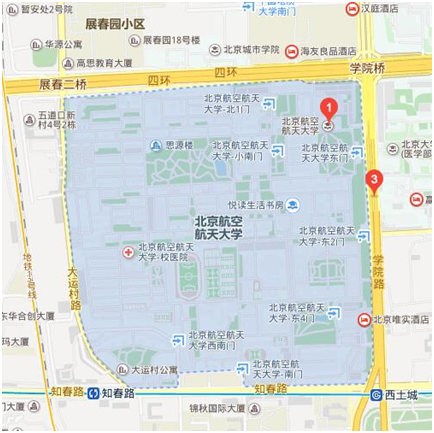 暂安处2号院
展春园小区
展春园18号楼
华源公寓
高思教育大厦
大学南门
汉庭酒店
北京城市学院
海友良品酒店
四环
四环
学院桥
展春二桥
五道口新
村4号2栋
北京航空航天
大学-北1门
1
北京航空
航天大学
思源楼
北京航空航天
大学-小南门
北京航空航
天大学东门
北京大学
(医学部
3
悦读生活书房
北京航空
航天大学
北京航空航天
大学-东2门
北京航空航天
大学-校医院
学院路
地铁13号线
大运村路
东华合创大厦
玛大厦
北京航空航天
大学-东4门
北京唯实酒店
北京航空航天
大学西南门
大运村公寓
北京航空航
天大学-南门
知春路
知春路
知春路
西土城
门大厦
锦秋国际大厦